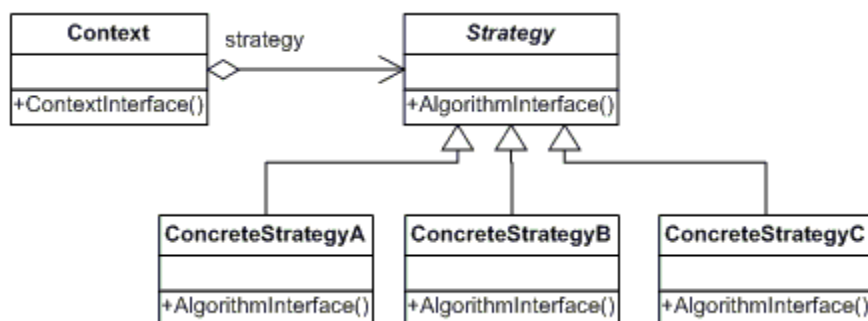 Context
strategy
Strategy
+ContextInterface()
+AlgorithmInterface()
ConcreteStrategyA
ConcreteStrategyB
ConcreteStrategyC
+AlgorithmInterface()
+AlgorithmInterface()
+AlgorithmInterface()